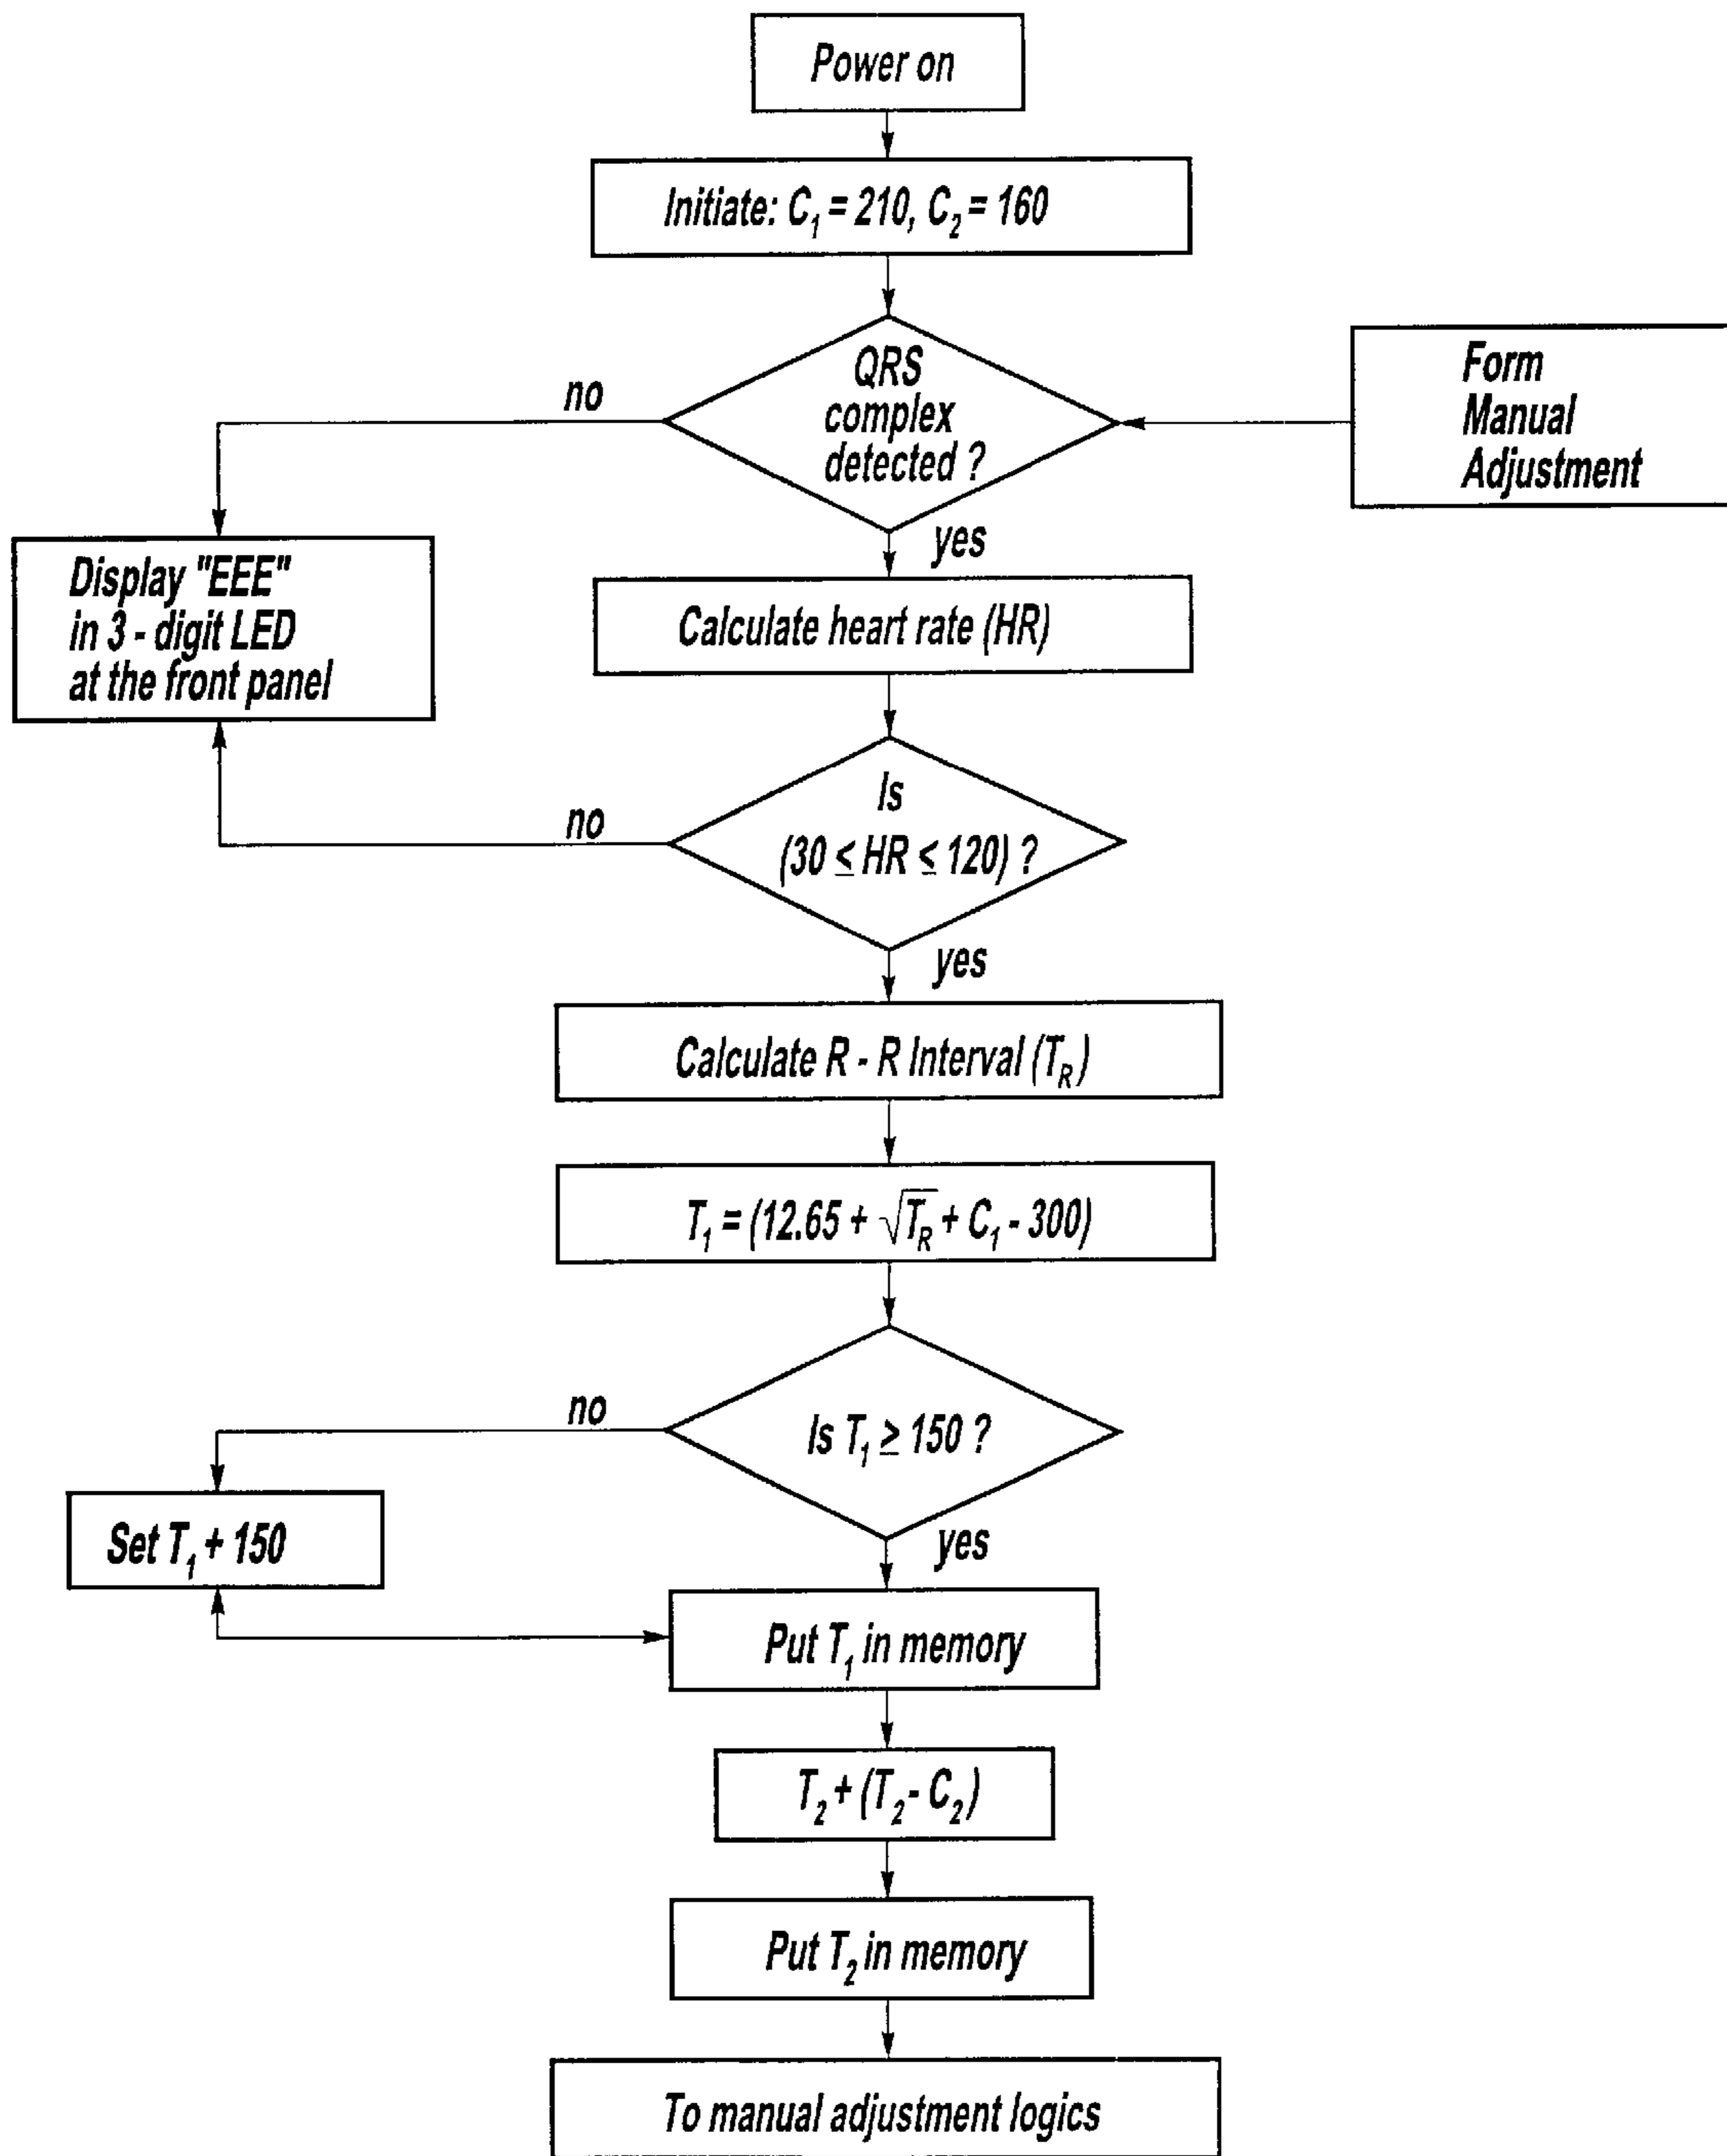 Power on
Initiate: C₁ = 210, C₂ = 160
QRS
complex
detected ?
no
yes
Form
Manual
Adjustment
Display "EEE"
in 3 - digit LED
at the front panel
Calculate heart rate (HR)
Is
(30 ≤ HR ≤ 120) ?
no
yes
Calculate R - R Interval (T_R)
T₁ = (12.65 + √T_R + C₁ - 300)
Is T₁ ≥ 150 ?
no
yes
Set T₁ + 150
Put T₁ in memory
T₂ + (T₂ - C₂)
Put T₂ in memory
To manual adjustment logics